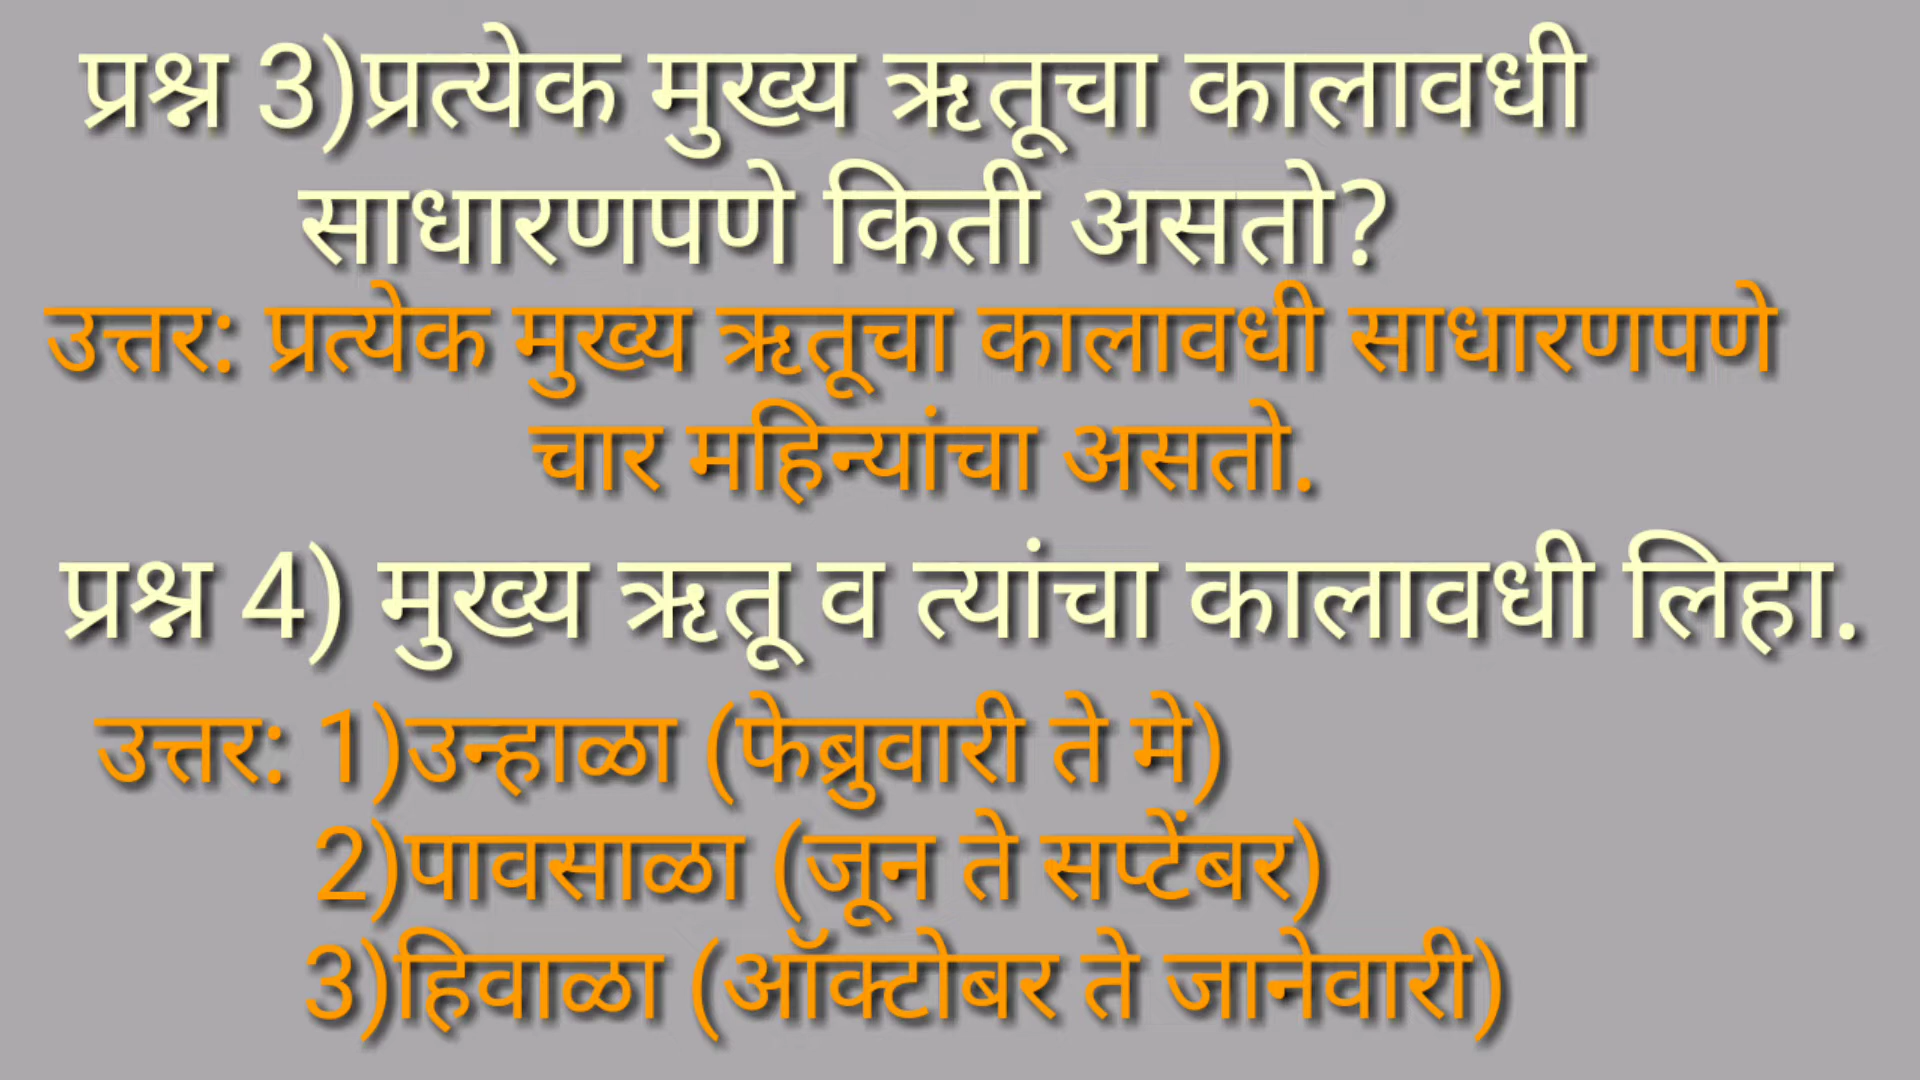 प्रश्न 3)प्रत्येक मुख्य ऋतूचा कालावधी
साधारणपणे किती असतो?
उत्तर: प्रत्येक मुख्य ऋतूचा कालावधी साधारणपणे
चार महिन्यांचा असतो.
प्रश्न 4) मुख्य ऋतू व त्यांचा कालावधी लिहा.
उत्तर: 1)उन्हाळा (फेब्रुवारी ते मे)
2)पावसाळा (जून ते सप्टेंबर)
3)हिवाळा (ऑक्टोबर ते जानेवारी)